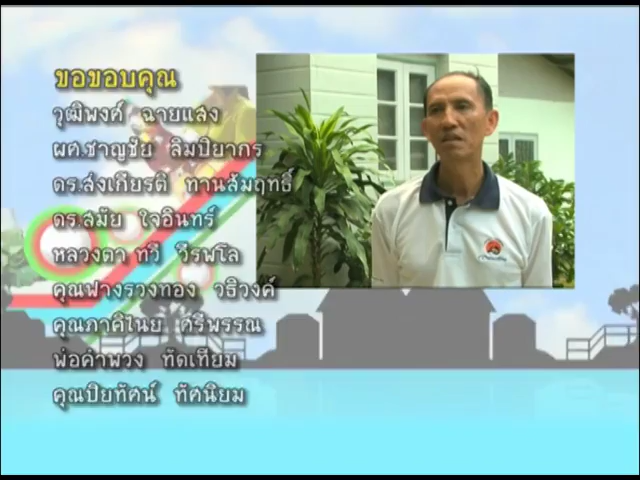 ขอขอบคุณ
วุฒิพงศ์ ฉายแสง
ผศ.ชาญชัย ลิมปิยากร
ดร.ส่งเกียรติ ทานสัมฤทธิ์
ดร.สมัย ใจอินทร์
หลวงตา ทวี วีรฟโล
คุณฟางรวงทอง วธิวงศ์
คุณภาคิไนย ศรีพรรณ
พ่อคำพวง ทัดเทียม
คุณปิยทัศน์ ทัศนิยม